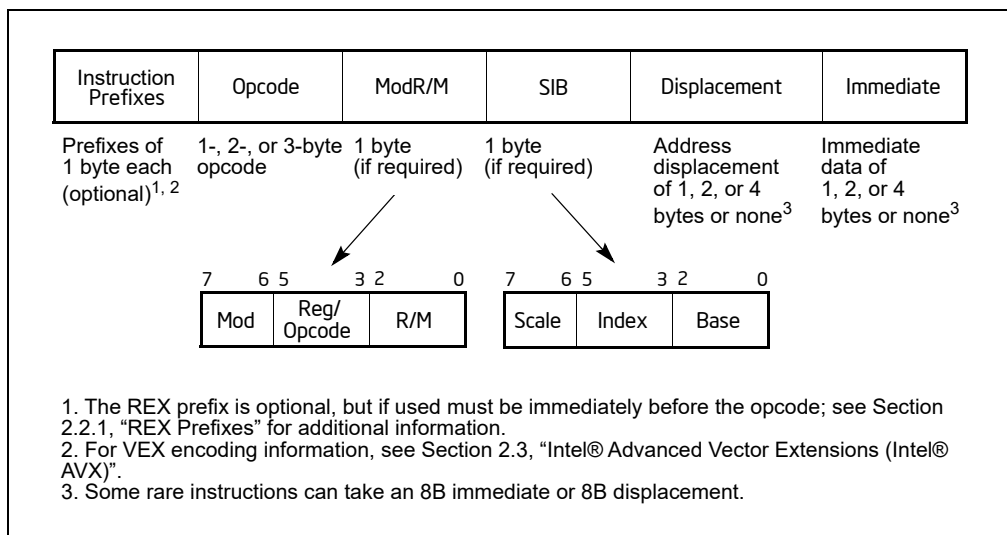 Instruction
Prefixes
Opcode
ModR/M
SIB
Displacement
Immediate
Prefixes of
1 byte each
(optional)1, 2
1-, 2-, or 3-byte
opcode
1 byte
(if required)
1 byte
(if required)
Address
displacement
of 1, 2, or 4
bytes or none3
Immediate
data of
1, 2, or 4
bytes or none3
7 6 5 3 2 0
Mod
Reg/
Opcode
R/M
7 6 5 3 2 0
Scale
Index
Base
1. The REX prefix is optional, but if used must be immediately before the opcode; see Section
2.2.1, “REX Prefixes” for additional information.
2. For VEX encoding information, see Section 2.3, “Intel® Advanced Vector Extensions (Intel®
AVX)”.
3. Some rare instructions can take an 8B immediate or 8B displacement.